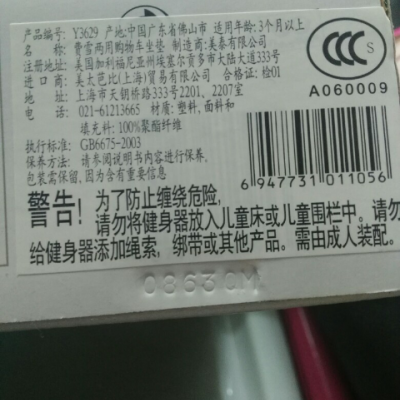 产品编号: Y3629 产地:中国广东省佛山市 适用年龄:3个月以上
名 称: 费雪两用购物车坐垫 制造商:美泰有限公司
注册地址: 美国加利福尼亚州埃塞尔贡多市大陆大道333号
进 口 商: 美太芭比(上海)贸易有限公司 合格证:检01
地 址: 上海市天钥桥路333号2201, 2207室
电 话: 021-61213665 材质:塑料,面料和
填充料: 100%聚酯纤维
执行标准: GB6675-2003
保养方法: 请参阅说明书内容进行保养。
包装需保留,因为含有重要信息
CCC S
A060009
6 947731 011056
警告! 为了防止缠绕危险,
请勿将健身器放入儿童床或儿童围栏中。请勿
给健身器添加绳索, 绑带或其他产品。需由成人装配。
0863CM